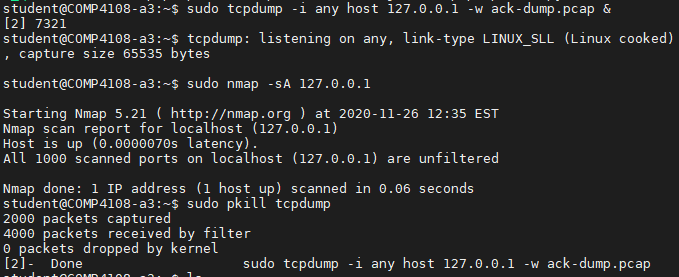 student@COMP4108-a3:~$ sudo tcpdump -i any host 127.0.0.1 -w ack-dump.pcap &
[2] 7321
student@COMP4108-a3:~$ tcpdump: listening on any, link-type LINUX_SLL (Linux cooked)
, capture size 65535 bytes
student@COMP4108-a3:~$ sudo nmap -sA 127.0.0.1
Starting Nmap 5.21 ( http://nmap.org ) at 2020-11-26 12:35 EST
Nmap scan report for localhost (127.0.0.1)
Host is up (0.0000070s latency).
All 1000 scanned ports on localhost (127.0.0.1) are unfiltered
Nmap done: 1 IP address (1 host up) scanned in 0.06 seconds
student@COMP4108-a3:~$ sudo pkill tcpdump
2000 packets captured
4000 packets received by filter
0 packets dropped by kernel
[2]-  Done                    sudo tcpdump -i any host 127.0.0.1 -w ack-dump.pcap
student@COMP4108-a3:~$